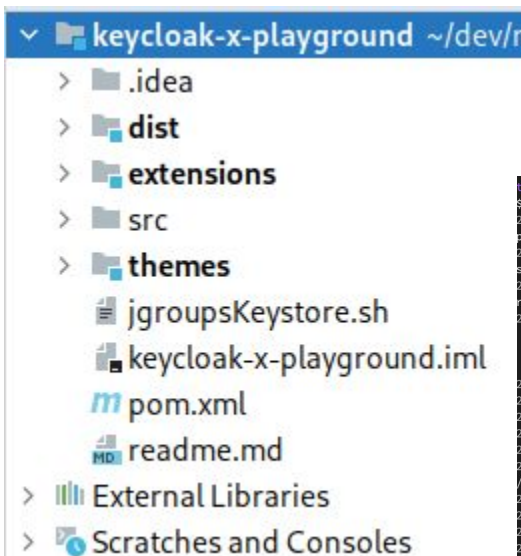 keycloak-x-playground ~/dev/r
.idea
dist
extensions
src
themes
jgroupsKeystore.sh
keycloak-x-playground.iml
m pom.xml
MD readme.md
External Libraries
Scratches and Consoles